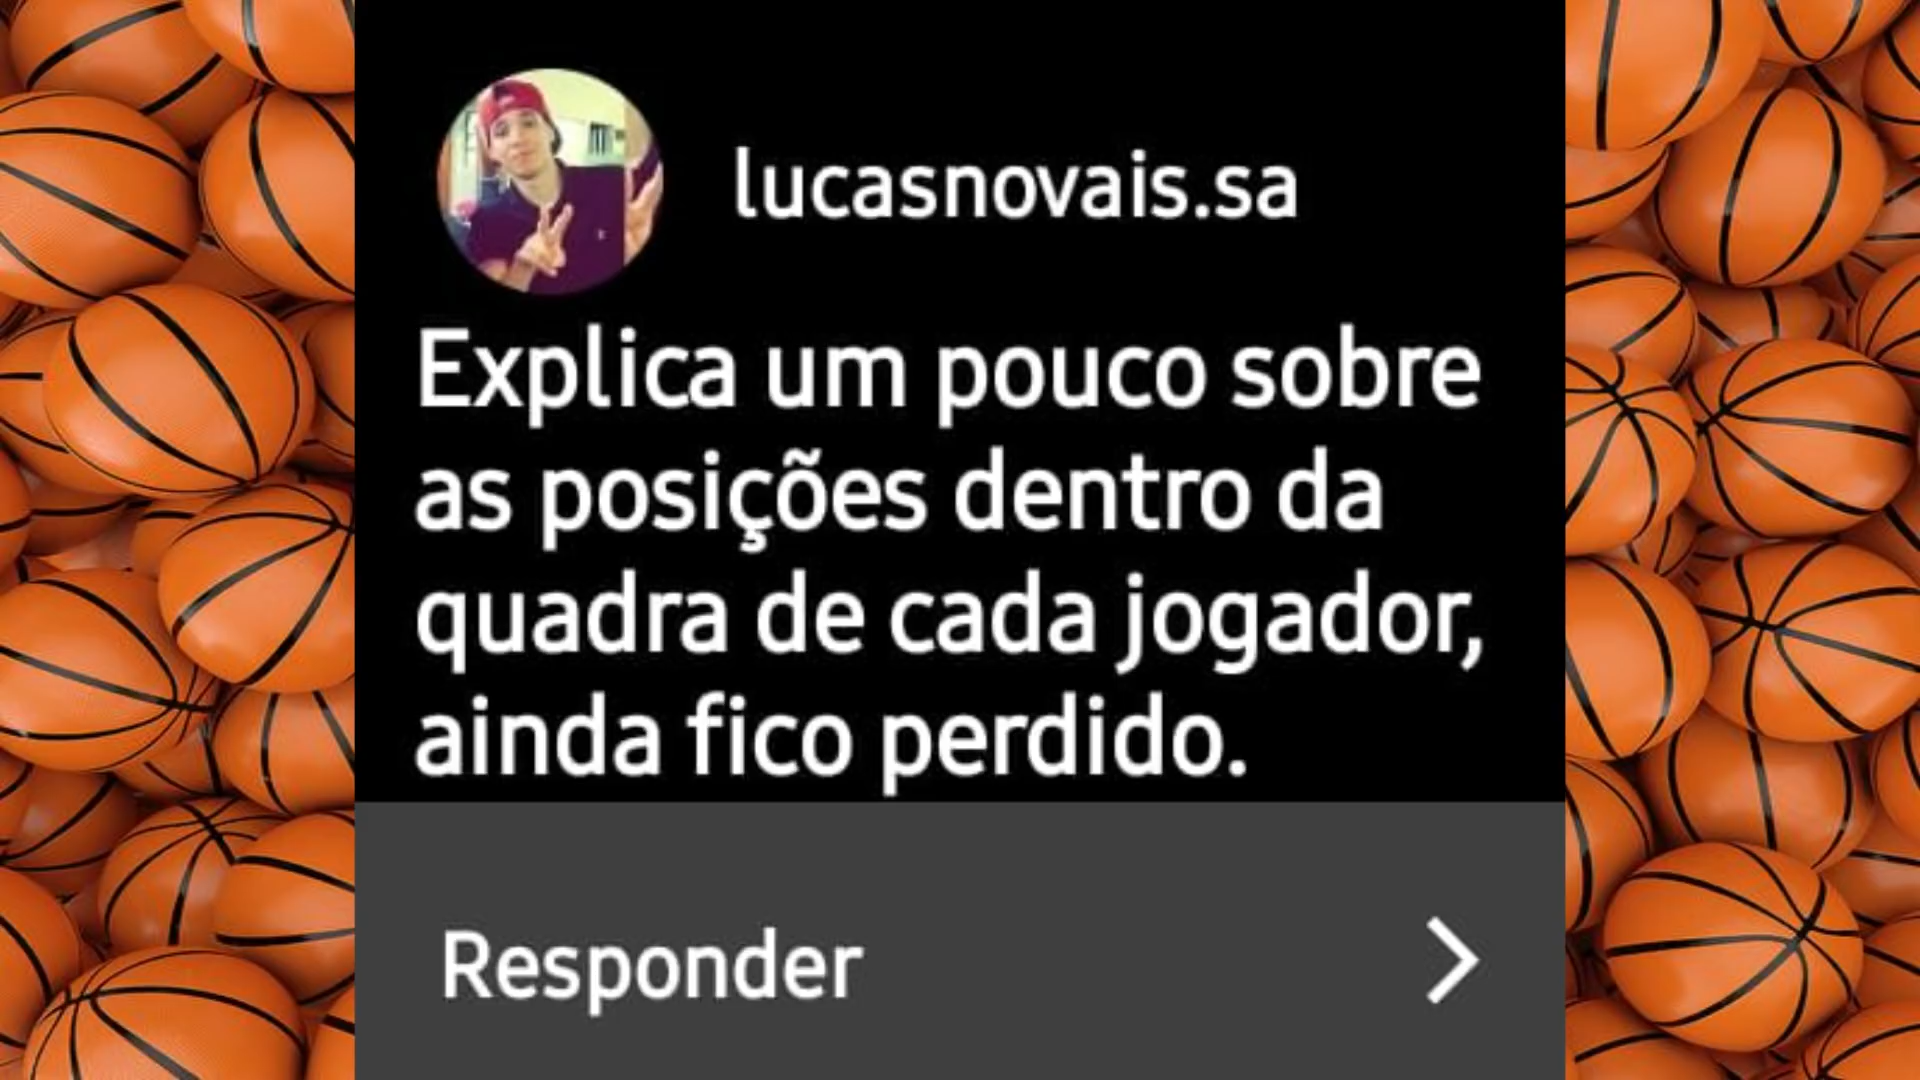 lucasnovais.sa
Explica um pouco sobre
as posições dentro da
quadra de cada jogador,
ainda fico perdido.
Responder